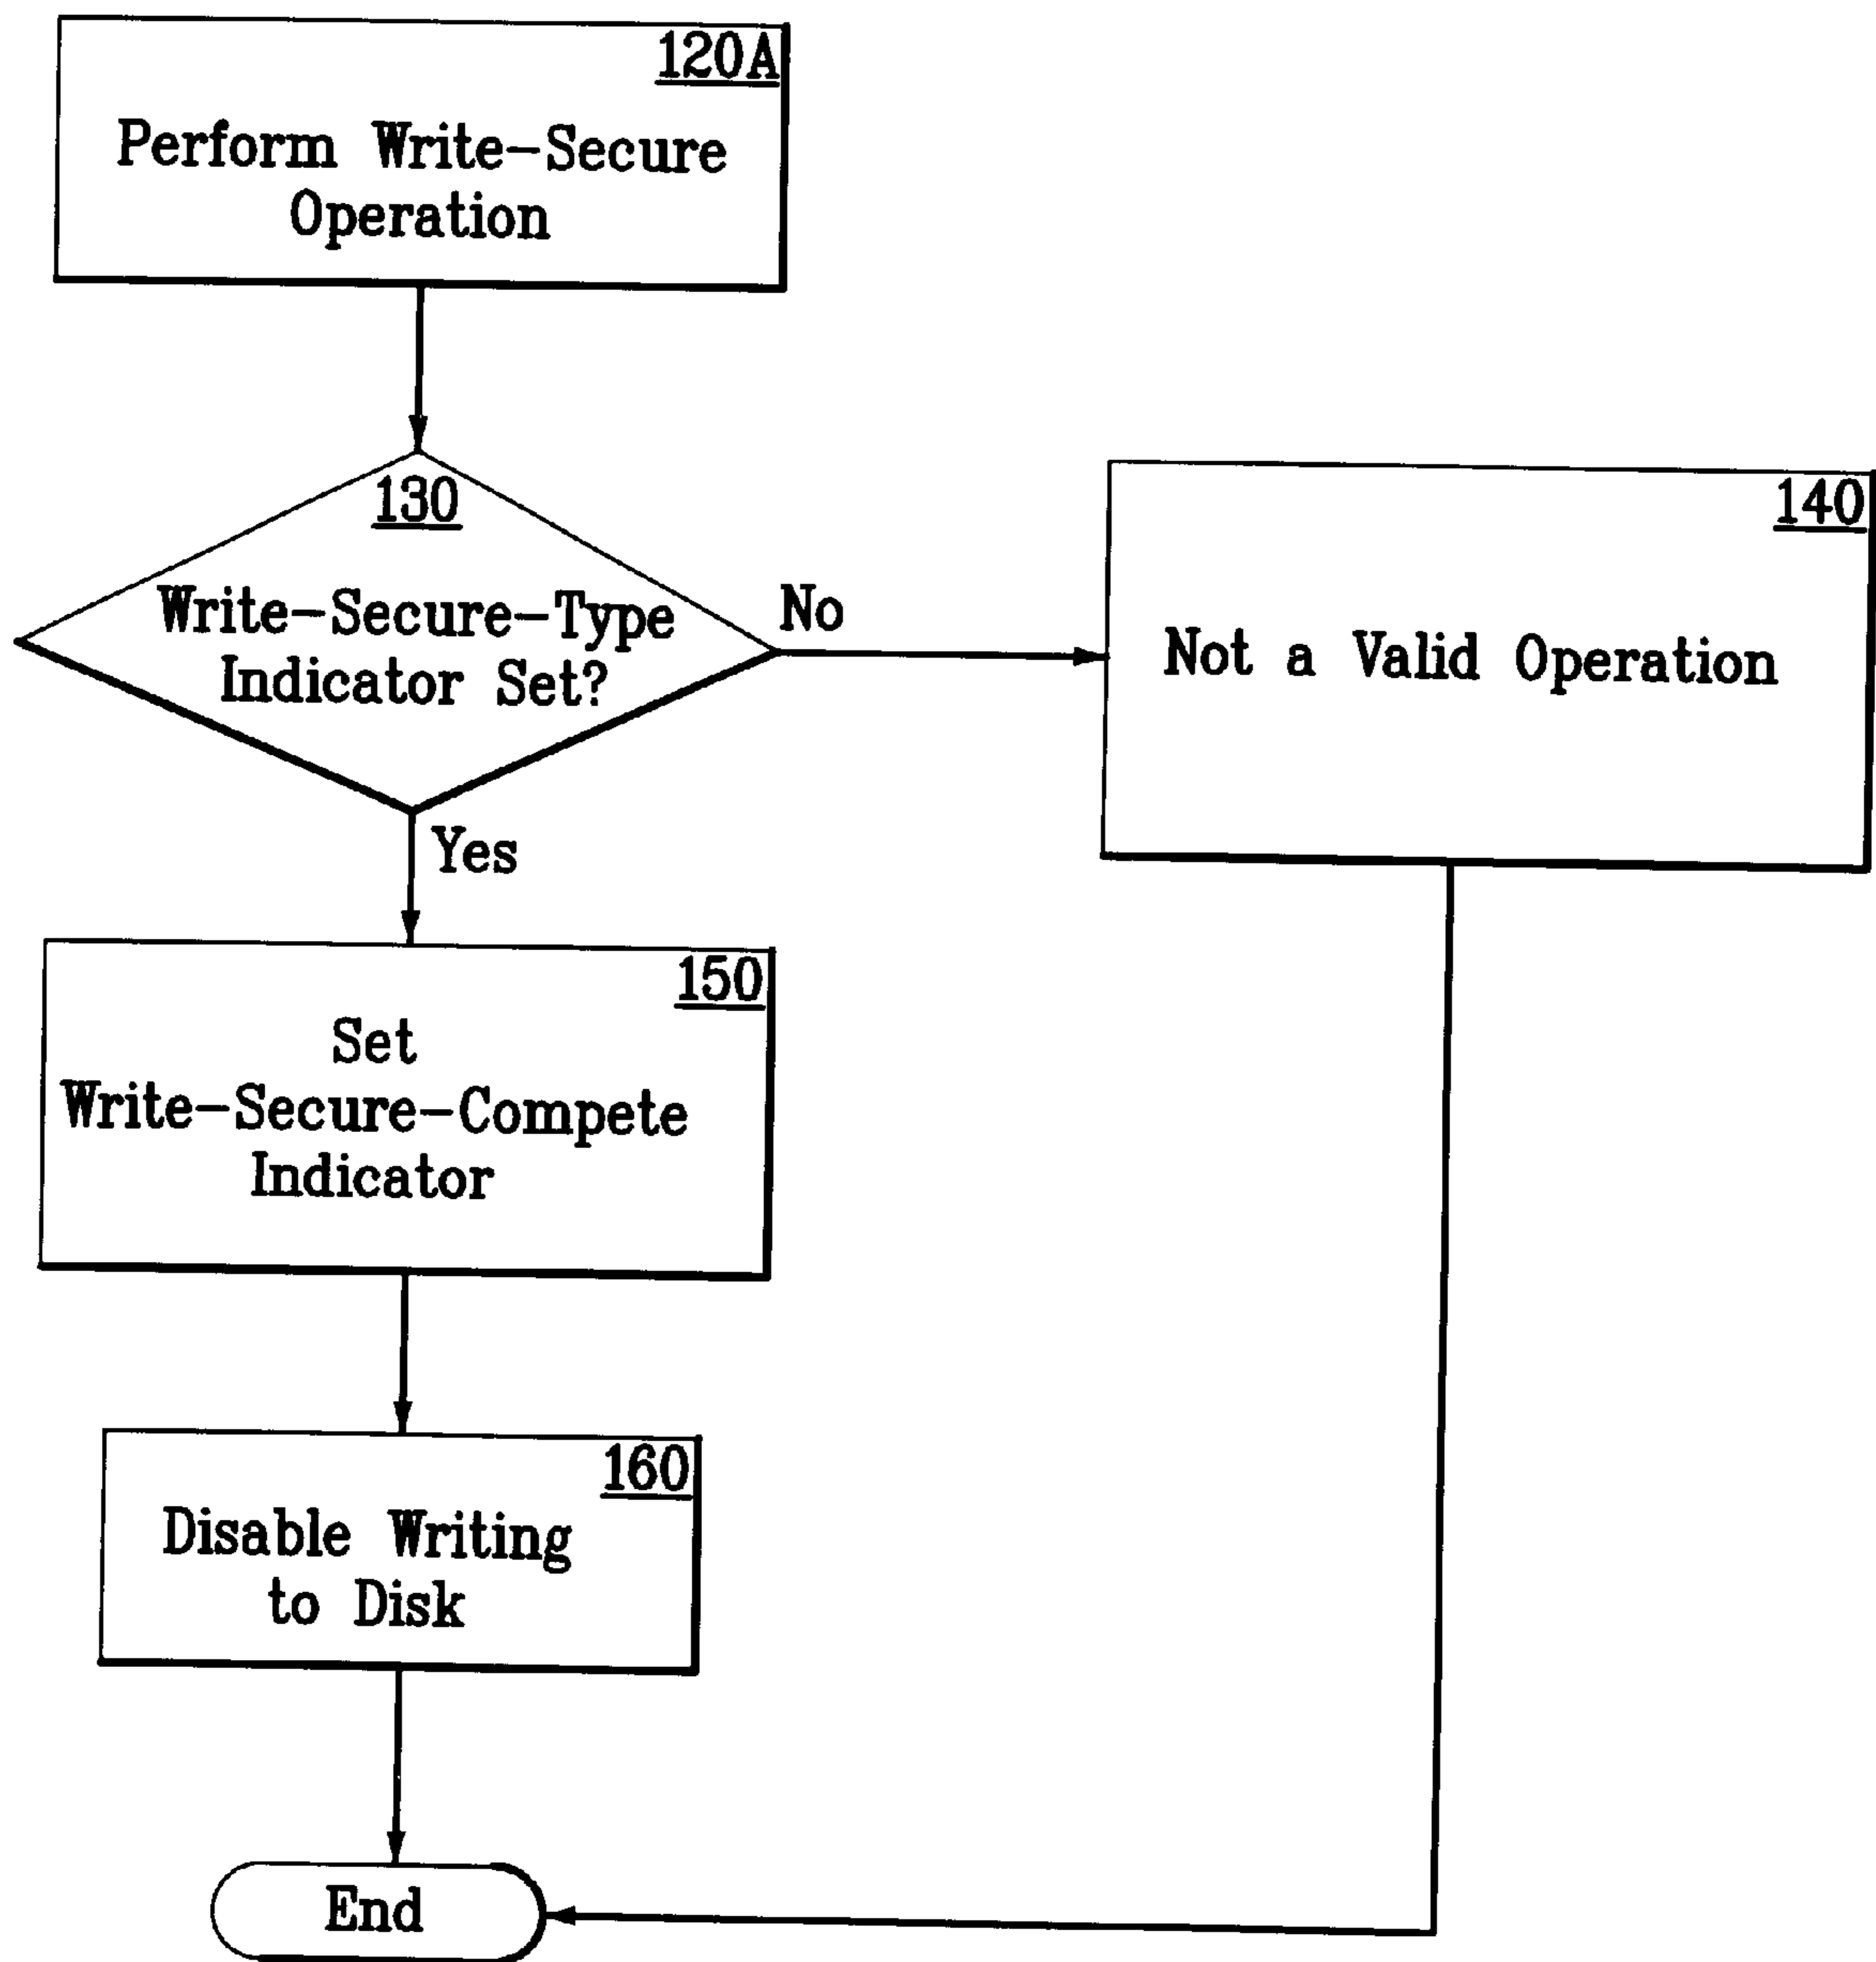 120A
Perform Write-Secure
Operation
130
Write-Secure-Type
Indicator Set?
No
140
Not a Valid Operation
Yes
150
Set
Write-Secure-Compete
Indicator
160
Disable Writing
to Disk
End